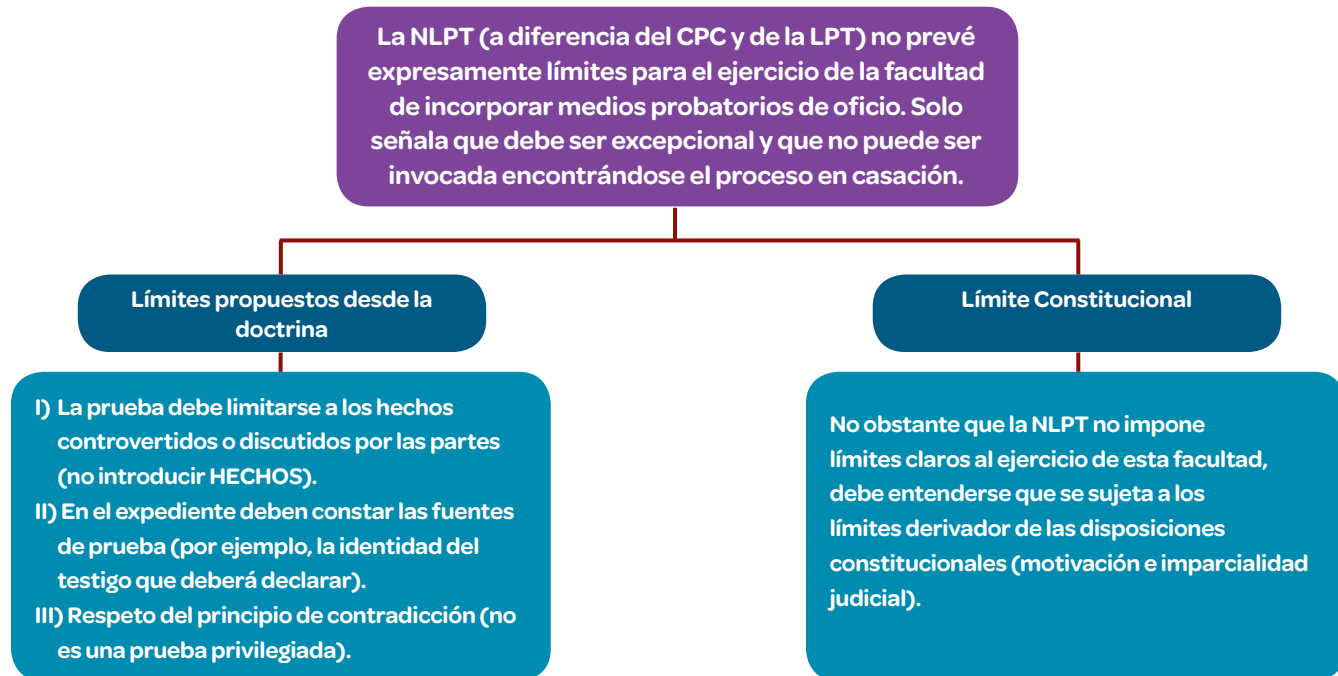 La NLPT (a diferencia del CPC y de la LPT) no prevé
expresamente límites para el ejercicio de la facultad
de incorporar medios probatorios de oficio. Solo
señala que debe ser excepcional y que no puede ser
invocada encontrándose el proceso en casación.
Límites propuestos desde la
doctrina
I) La prueba debe limitarse a los hechos
controvertidos o discutidos por las partes
(no introducir HECHOS).
II) En el expediente deben constar las fuentes
de prueba (por ejemplo, la identidad del
testigo que deberá declarar).
III) Respeto del principio de contradicción (no
es una prueba privilegiada).
Límite Constitucional
No obstante que la NLPT no impone
límites claros al ejercicio de esta facultad,
debe entenderse que se sujeta a los
límites derivador de las disposiciones
constitucionales (motivación e imparcialidad
judicial).